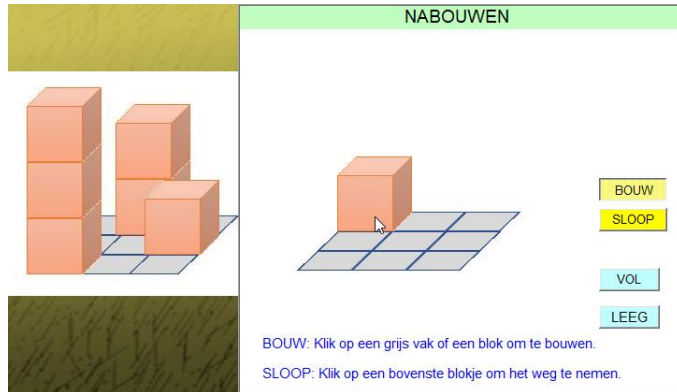 NABOUWEN
BOUW
SLOOP
VOL
LEEG
BOUW: Klik op een grijs vak of een blok om te bouwen.
SLOOP: Klik op een bovenste blokje om het weg te nemen.